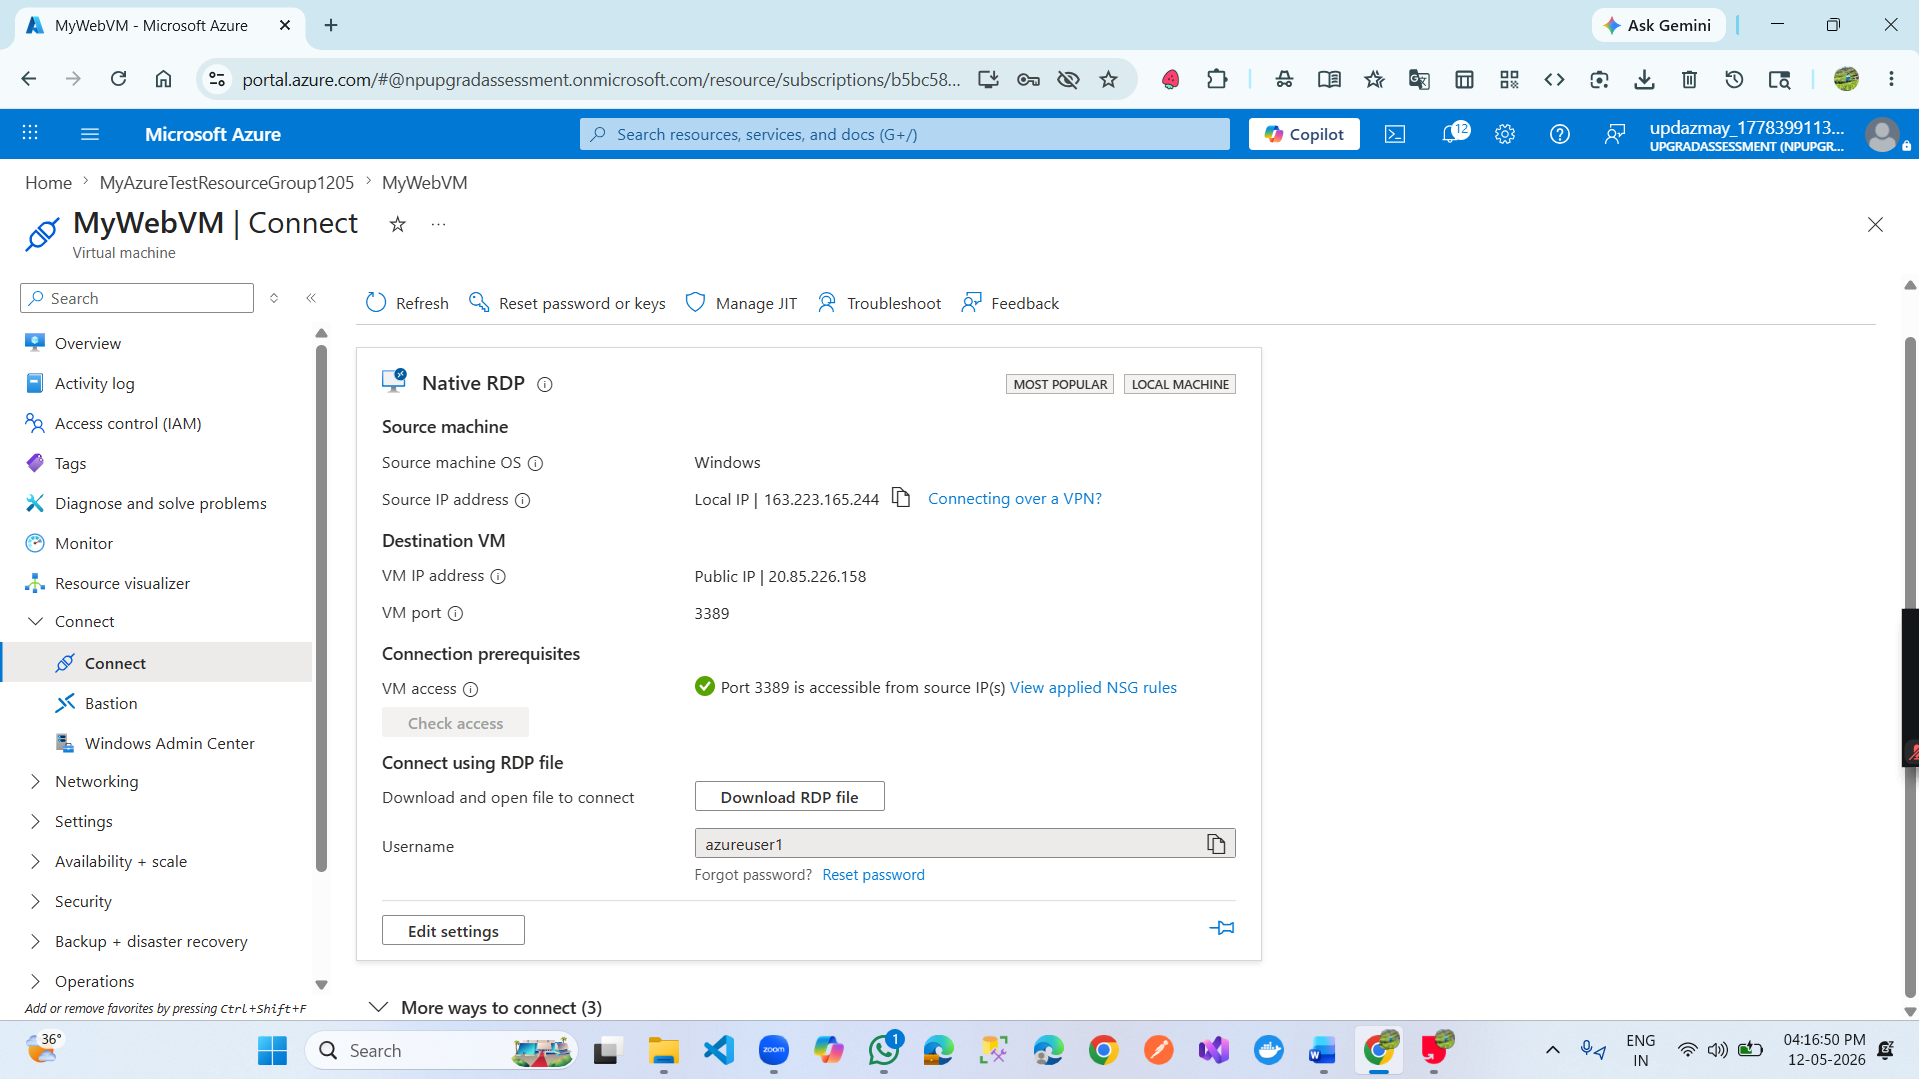 MyWebVM - Microsoft Azure
Ask Gemini
portal.azure.com/#@npupgradassessment.onmicrosoft.com/resource/subscriptions/b5bc58...
Microsoft Azure
Search resources, services, and docs (G+/)
Copilot
12
updazmay_1778399113...
UPGRADASSESSMENT (NPUPGR...
Home > MyAzureTestResourceGroup1205 > MyWebVM
MyWebVM | Connect
Virtual machine
Search
Overview
Activity log
Access control (IAM)
Tags
Diagnose and solve problems
Monitor
Resource visualizer
Connect
Connect
Bastion
Windows Admin Center
Networking
Settings
Availability + scale
Security
Backup + disaster recovery
Operations
Add or remove favorites by pressing Ctrl+Shift+F
Refresh
Reset password or keys
Manage JIT
Troubleshoot
Feedback
Native RDP
MOST POPULAR
LOCAL MACHINE
Source machine
Source machine OS
Windows
Source IP address
Local IP | 163.223.165.244
Connecting over a VPN?
Destination VM
VM IP address
Public IP | 20.85.226.158
VM port
3389
Connection prerequisites
VM access
Port 3389 is accessible from source IP(s) View applied NSG rules
Check access
Connect using RDP file
Download and open file to connect
Download RDP file
Username
azureuser1
Forgot password? Reset password
Edit settings
More ways to connect (3)
36°
Search
zoom
1
ENG
IN
04:16:50 PM
12-05-2026